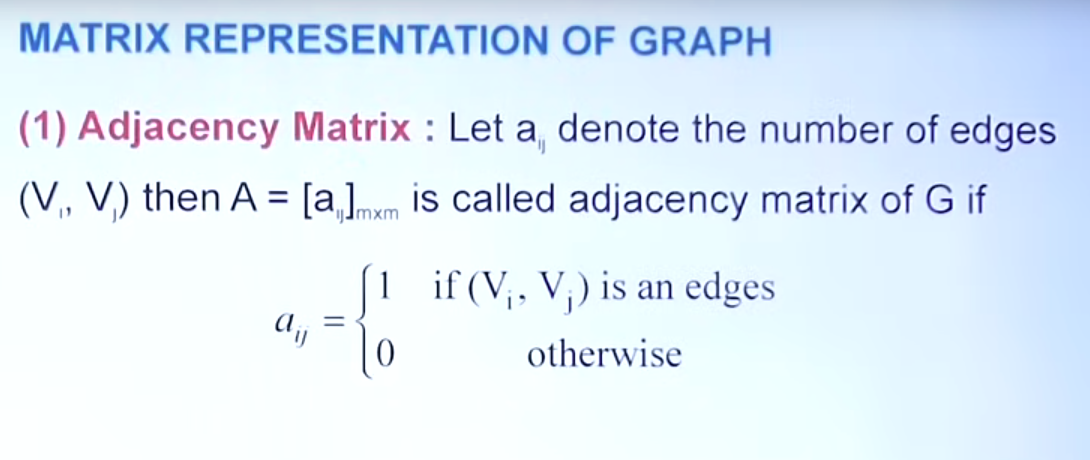 MATRIX REPRESENTATION OF GRAPH
(1) Adjacency Matrix : Let aᵢⱼ denote the number of edges
(Vᵢ, Vⱼ) then A = [aᵢⱼ]ₘₓₘ is called adjacency matrix of G if
aᵢⱼ = { 1 if (Vᵢ, Vⱼ) is an edges
0 otherwise